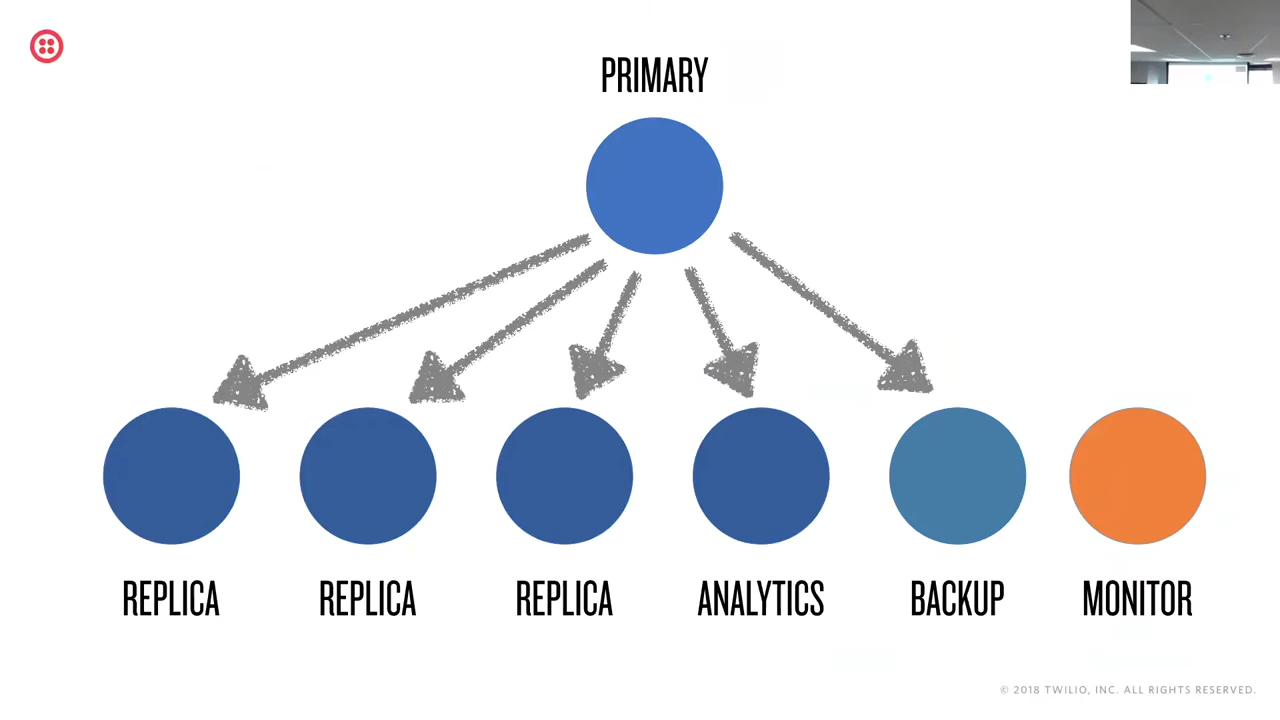 PRIMARY
REPLICA
REPLICA
REPLICA
ANALYTICS
BACKUP
MONITOR
© 2018 TWILIO, INC. ALL RIGHTS RESERVED.